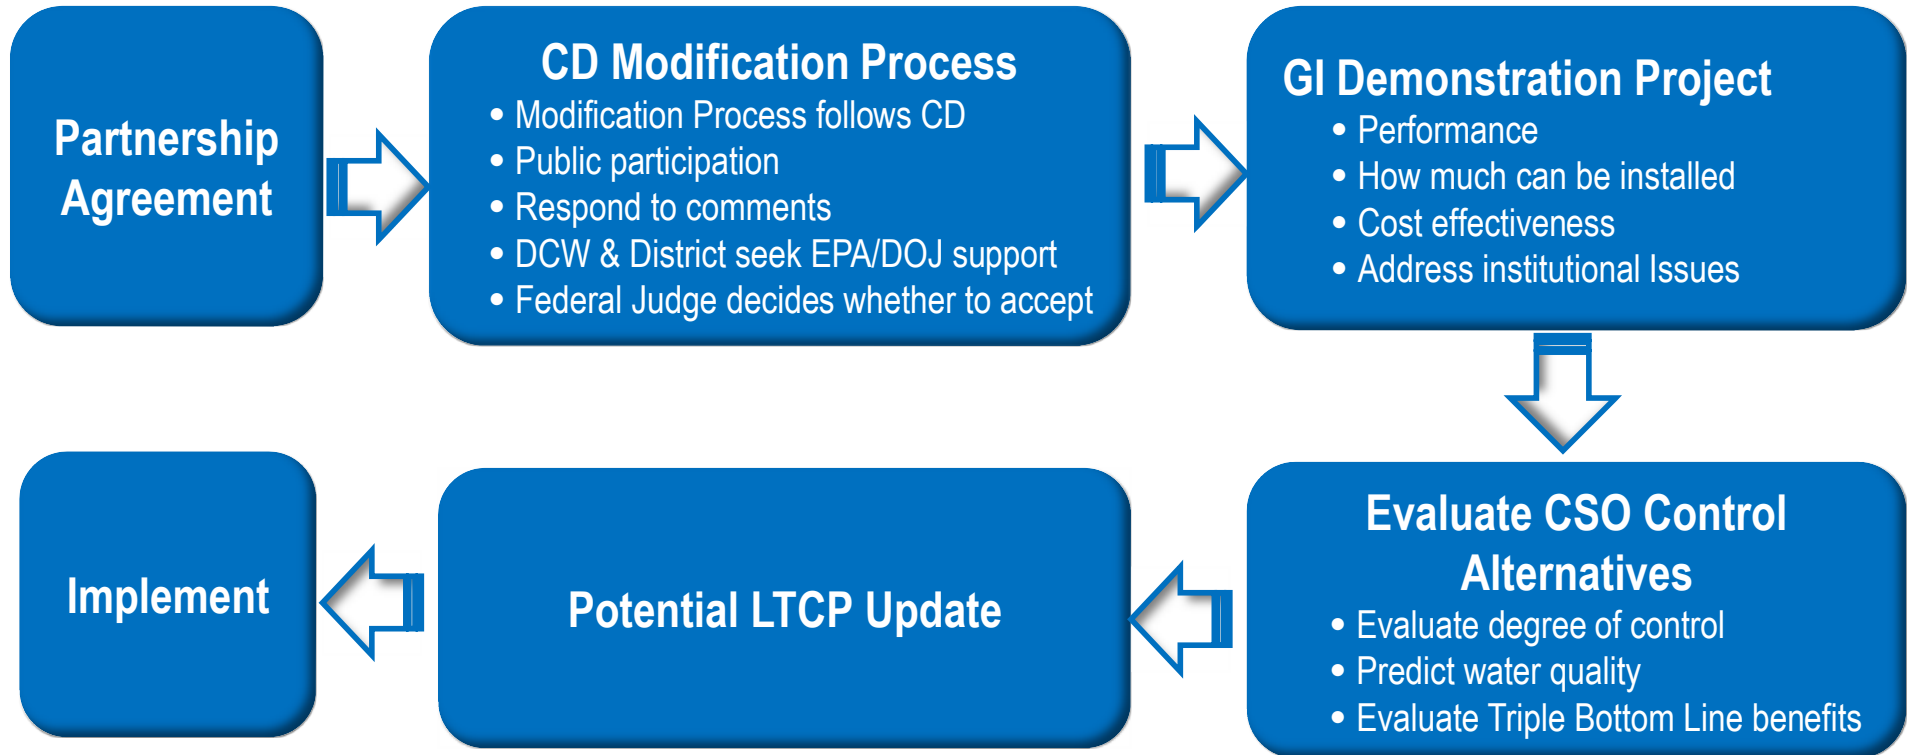 Partnership
Agreement
CD Modification Process
• Modification Process follows CD
• Public participation
• Respond to comments
• DCW & District seek EPA/DOJ support
• Federal Judge decides whether to accept
GI Demonstration Project
• Performance
• How much can be installed
• Cost effectiveness
• Address institutional Issues
Evaluate CSO Control
Alternatives
• Evaluate degree of control
• Predict water quality
• Evaluate Triple Bottom Line benefits
Potential LTCP Update
Implement